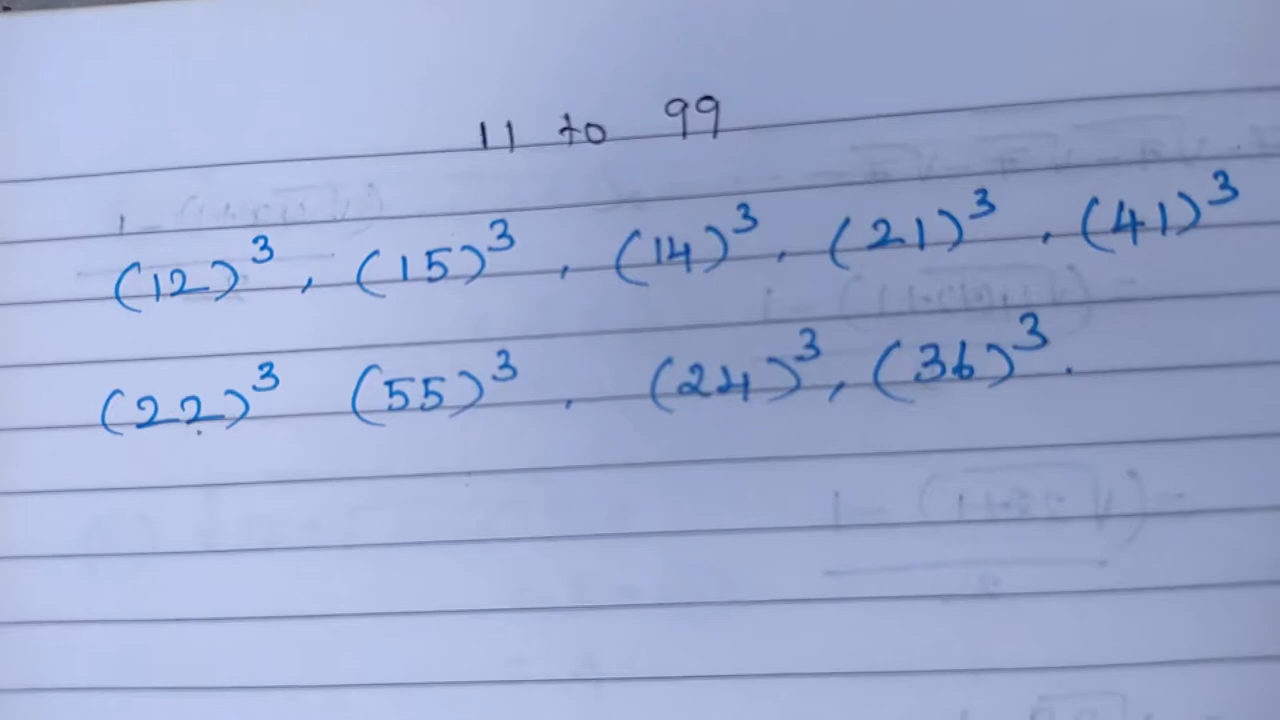 11 to 99
(12)³, (15)³, (14)³, (21)³, (41)³
(22)³ (55)³, (24)³, (36)³.